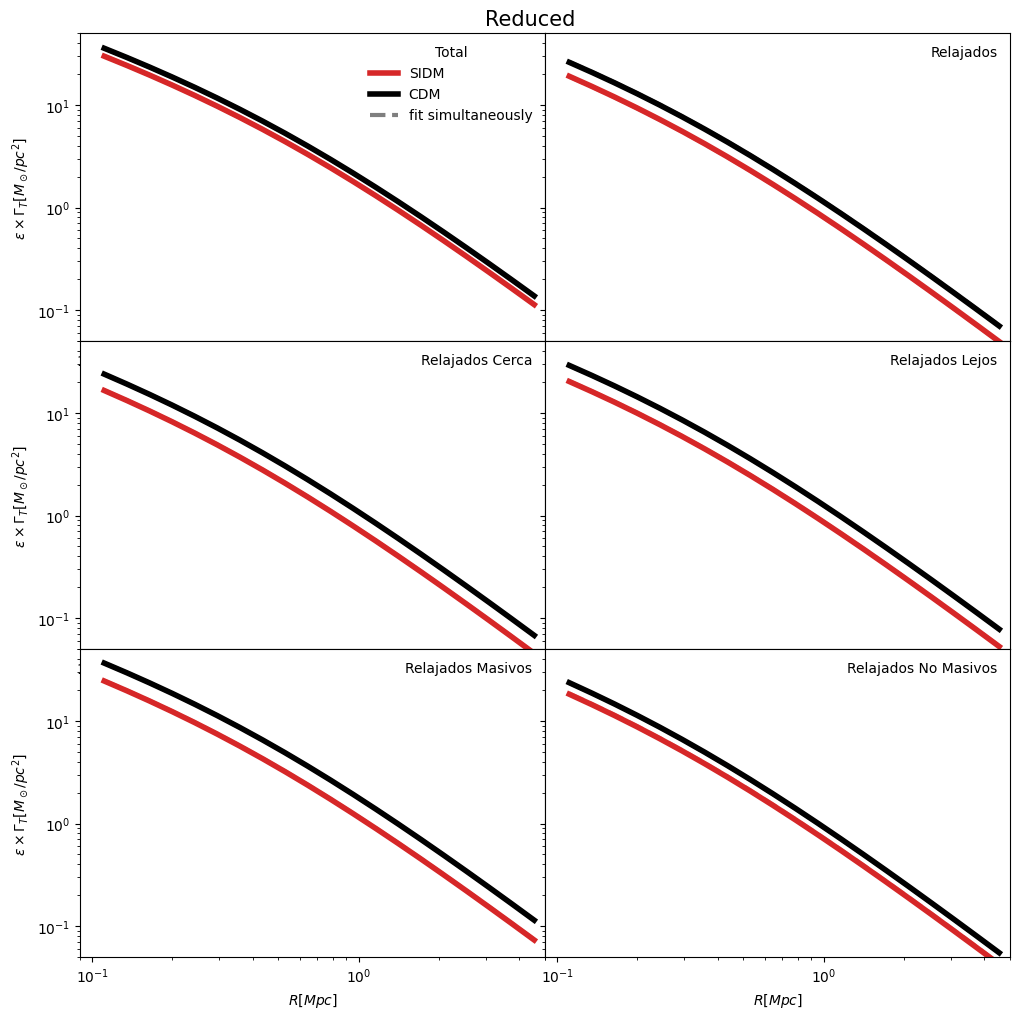 Reduced
Total
SIDM
CDM
fit simultaneously
Relajados
10¹
10⁰
10⁻¹
ε × Γ_T[M_⊙/pc²]
Relajados Cerca
Relajados Lejos
10¹
10⁰
10⁻¹
ε × Γ_T[M_⊙/pc²]
Relajados Masivos
Relajados No Masivos
10¹
10⁰
10⁻¹
ε × Γ_T[M_⊙/pc²]
10⁻¹ 10⁰ 10⁻¹ 10⁰
R[Mpc] R[Mpc]